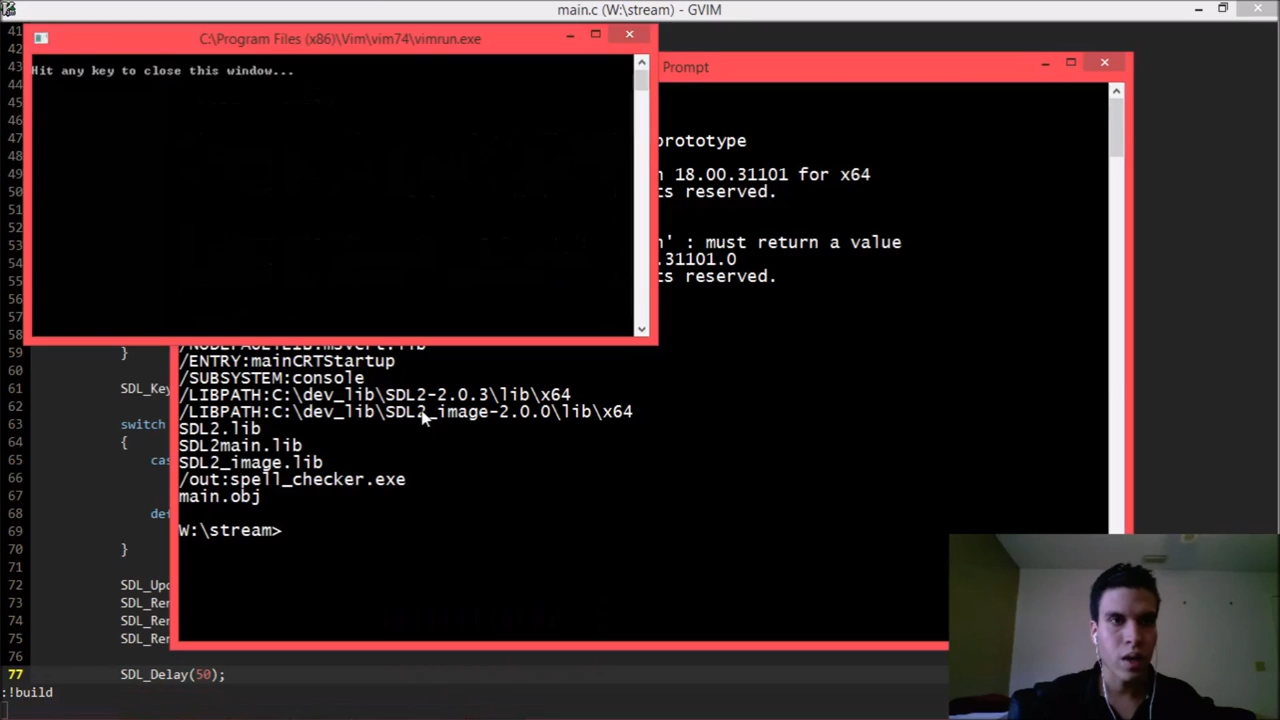 main.c (W:\stream) - GVIM
C:\Program Files (x86)\Vim\vim74\vimrun.exe
Hit any key to close this window...
Prompt
prototype
18.00.31101 for x64
ts reserved.
' : must return a value
.31101.0
ts reserved.
/ENTRY:mainCRTStartup
/SUBSYSTEM:console
/LIBPATH:C:\dev_lib\SDL2-2.0.3\lib\x64
/LIBPATH:C:\dev_lib\SDL2_image-2.0.0\lib\x64
SDL2.lib
SDL2main.lib
SDL2_image.lib
/out:spell_checker.exe
main.obj
W:\stream>
41
42
43
44
45
46
47
48
49
50
51
52
53
54
55
56
57
58
59 }
60
61 SDL_Key
62
63 switch
64 {
65 cas
66
67
68 def
69
70 }
71
72 SDL_Upd
73 SDL_Ren
74 SDL_Ren
75 SDL_Ren
76
77 SDL_Delay(50);
:!build